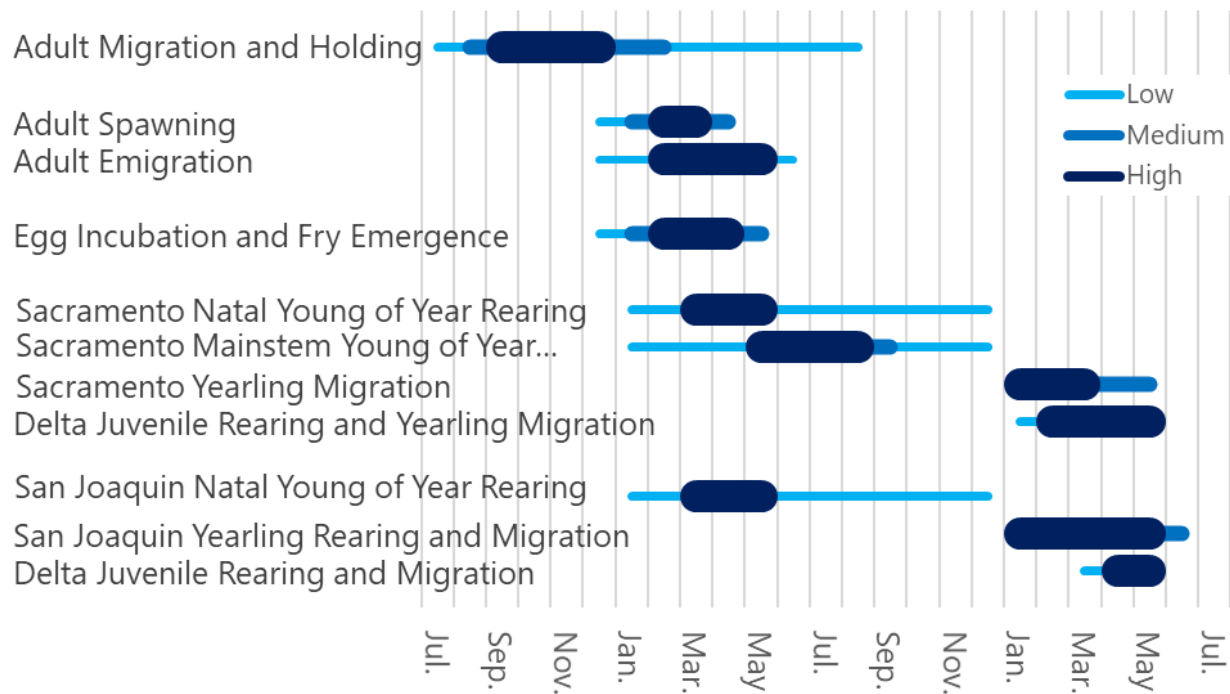 Adult Migration and Holding
Low
Adult Spawning
Medium
Adult Emigration
High
Egg Incubation and Fry Emergence
Sacramento Natal Young of Year Rearing
Sacramento Mainstem Young of Year...
Sacramento Yearling Migration
Delta Juvenile Rearing and Yearling Migration
San Joaquin Natal Young of Year Rearing
San Joaquin Yearling Rearing and Migration
Delta Juvenile Rearing and Migration
Jul. Sep. Nov. Jan. Mar. May Jul. Sep. Nov. Jan. Mar. May Jul.